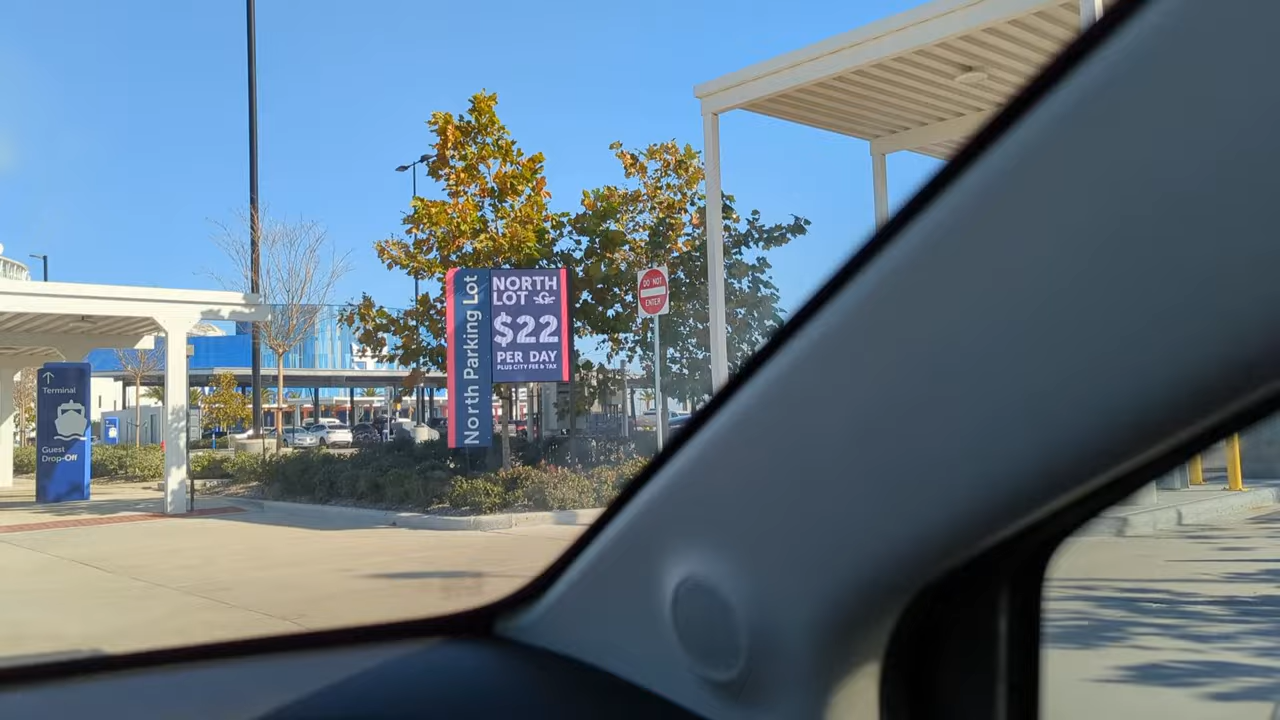 Terminal
Guest
Drop-Off
North Parking Lot
NORTH
LOT
$22
PER DAY
PLUS CITY FEE & TAX
DO NOT
ENTER